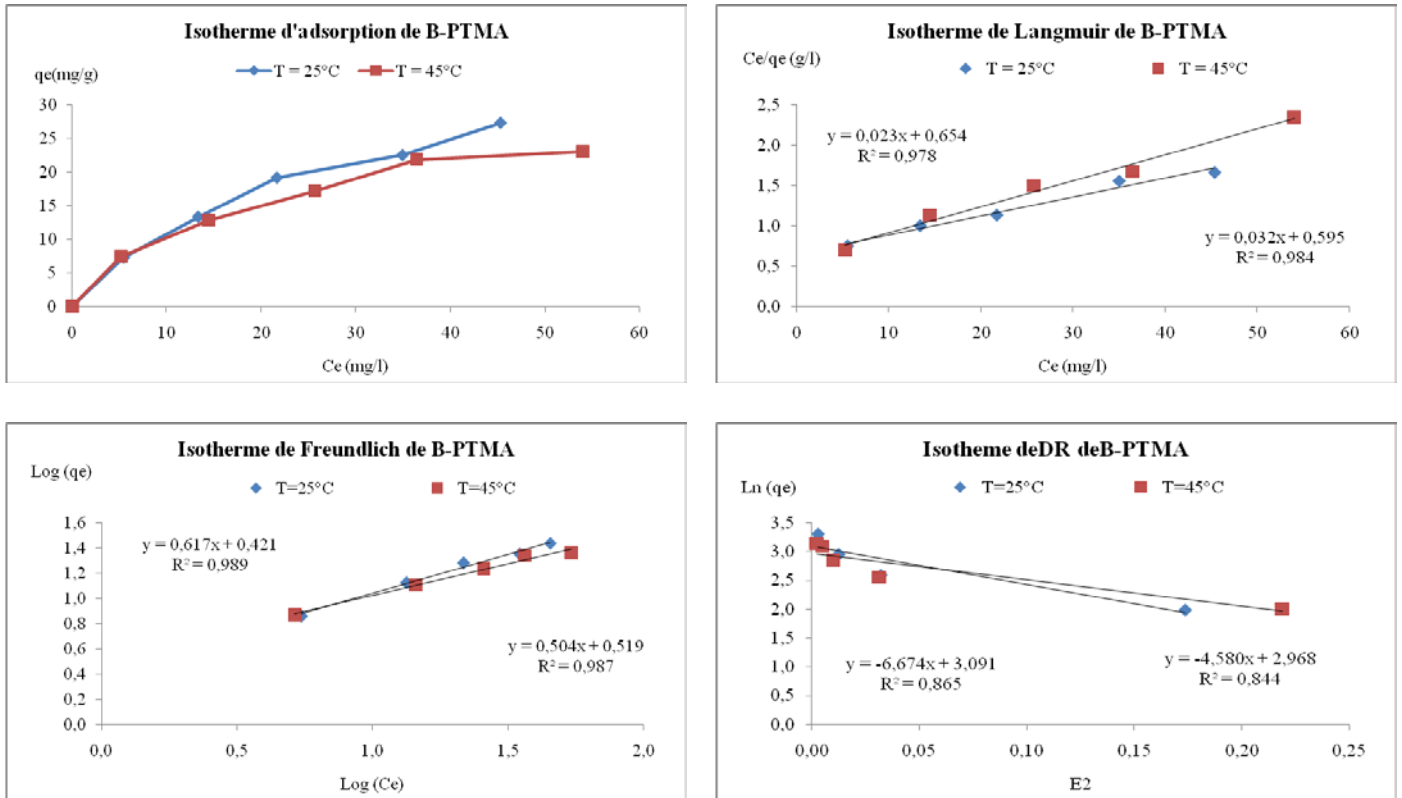 Isotherme d'adsorption de B-PTMA
qe(mg/g)
T = 25°C
T = 45°C
30
25
20
15
10
5
0
0 10 20 30 40 50 60
Ce (mg/l)
Isotherme de Langmuir de B-PTMA
Ce/qe (g/l)
T = 25°C
T = 45°C
2,5
2,0
1,5
1,0
0,5
0,0
y = 0,023x + 0,654
R² = 0,978
y = 0,032x + 0,595
R² = 0,984
0 10 20 30 40 50 60
Ce (mg/l)
Isotherme de Freundlich de B-PTMA
Log (qe)
T=25°C
T=45°C
1,6
1,4
1,2
1,0
0,8
0,6
0,4
0,2
0,0
y = 0,617x + 0,421
R² = 0,989
y = 0,504x + 0,519
R² = 0,987
0,0 0,5 1,0 1,5 2,0
Log (Ce)
Isotheme deDR deB-PTMA
Ln (qe)
T=25°C
T=45°C
3,5
3,0
2,5
2,0
1,5
1,0
0,5
0,0
y = -6,674x + 3,091
R² = 0,865
y = -4,580x + 2,968
R² = 0,844
0,00 0,05 0,10 0,15 0,20 0,25
E2